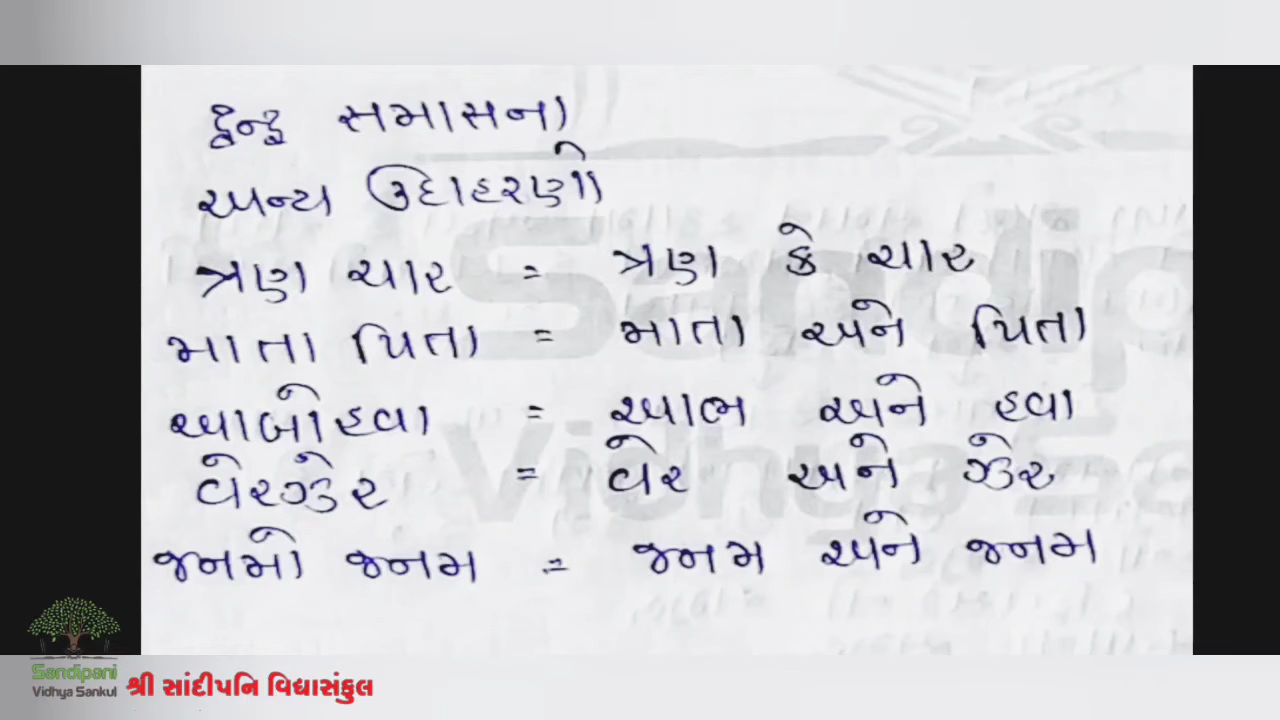 દ્વન્દ્વ સમાસના
અન્ય ઉદાહરણો
ત્રણ ચાર = ત્રણ કે ચાર
માતા પિતા = માતા અને પિતા
આબોહવા = આભ અને હવા
વેરઝેર = વેર અને ઝેર
જનમો જનમ = જનમ અને જનમ
Sandipani
Vidhya Sankul
શ્રી સાંદીપનિ વિદ્યાસંકુલ